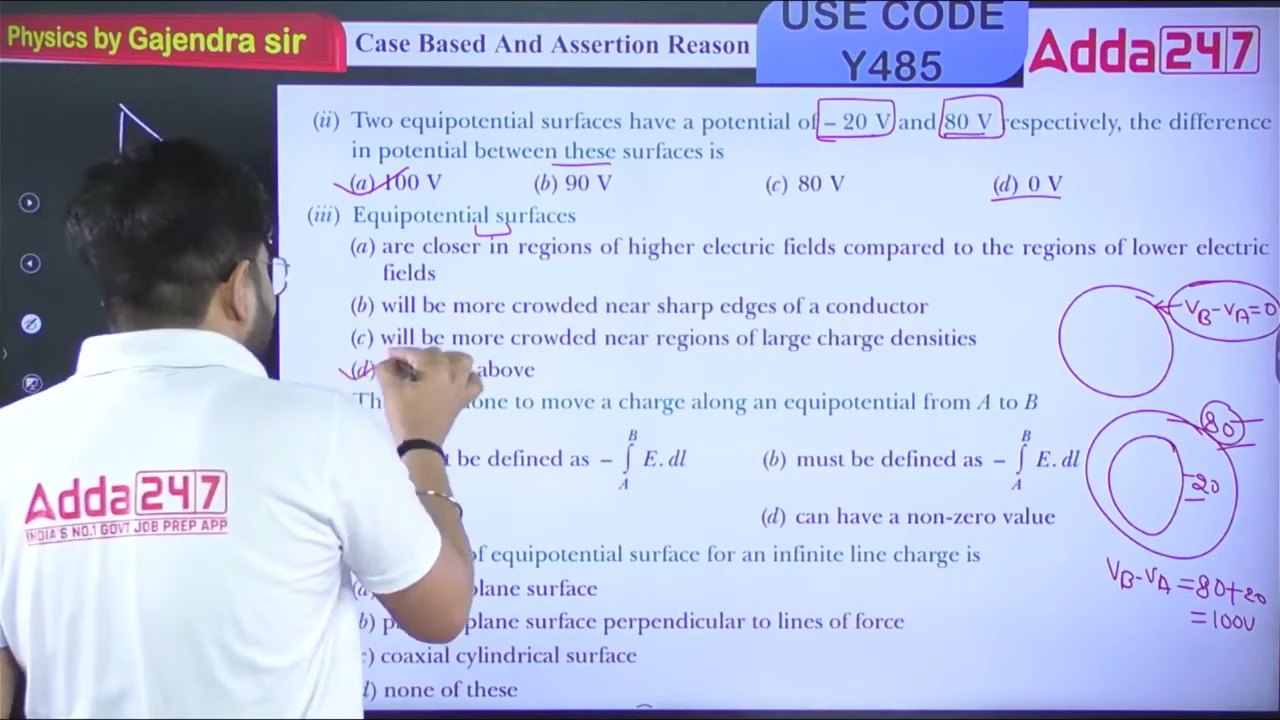 Physics by Gajendra sir
Case Based And Assertion Reason
USE CODE
Y485
Adda247
(ii) Two equipotential surfaces have a potential of – 20 V and 80 V respectively, the difference
in potential between these surfaces is
(a) 100 V (b) 90 V (c) 80 V (d) 0 V
(iii) Equipotential surfaces
(a) are closer in regions of higher electric fields compared to the regions of lower electric
fields
(b) will be more crowded near sharp edges of a conductor
(c) will be more crowded near regions of large charge densities
(d) above
to move a charge along an equipotential from A to B
be defined as – ∫ᴬᴮ E. dl (b) must be defined as – ∫ᴬᴮ E. dl
(d) can have a non-zero value
of equipotential surface for an infinite line charge is
surface
plane surface perpendicular to lines of force
coaxial cylindrical surface
none of these
VB-VA=0
80
-20
VB-VA=80+20
=100V
Adda247
INDIA'S NO.1 GOVT JOB PREP APP